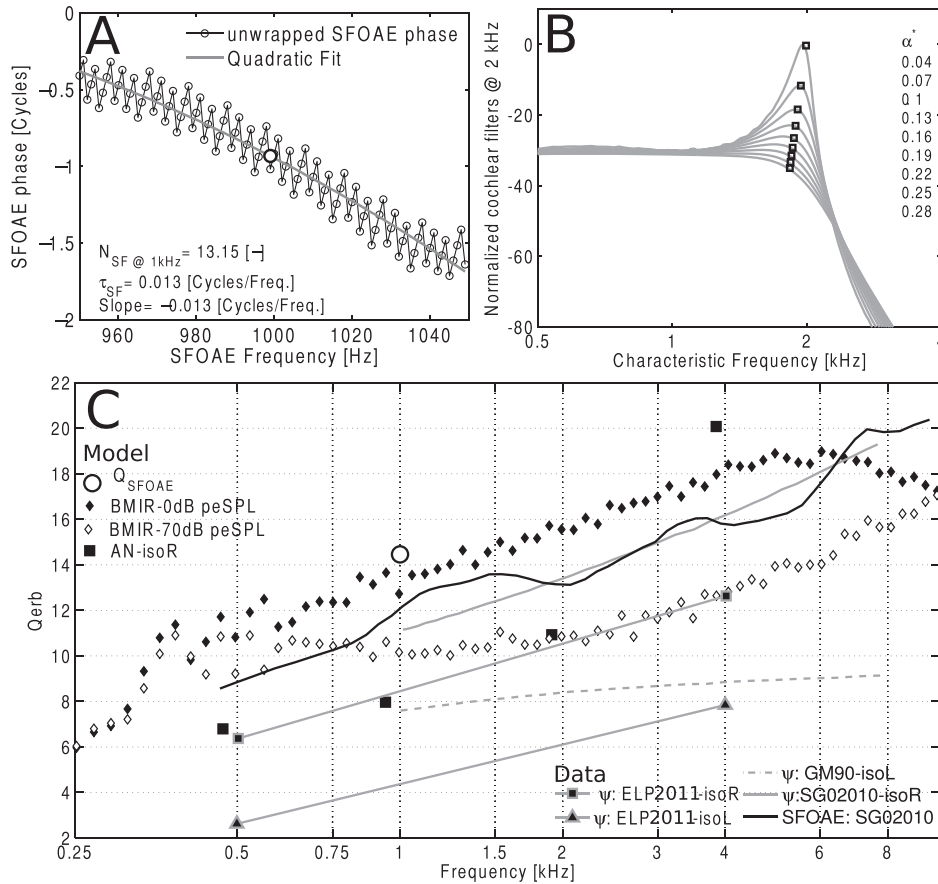 A
unwrapped SFOAE phase
Quadratic Fit
SFOAE phase [Cycles]
0
−0.5
−1
−1.5
−2
N_SF @ 1kHz = 13.15 [−]
τ_SF = 0.013 [Cycles/Freq.]
Slope= −0.013 [Cycles/Freq.]
960 980 1000 1020 1040
SFOAE Frequency [Hz]
B
Normalized cochlear filters @ 2 kHz
0
-20
-40
-60
-80
α*
0.04
0.07
0.1
0.13
0.16
0.19
0.22
0.25
0.28
0.5 1 2 4
Characteristic Frequency [kHz]
C
Qerb
22
20
18
16
14
12
10
8
6
4
2
Model
Q_SFOAE
BMIR-0dB peSPL
BMIR-70dB peSPL
AN-isoR
Data
ψ: ELP2011-isoR
ψ: ELP2011-isoL
ψ: GM90-isoL
ψ:SGO2010-isoR
SFOAE: SGO2010
0.25 0.5 0.75 1 1.5 2 3 4 6 8
Frequency [kHz]